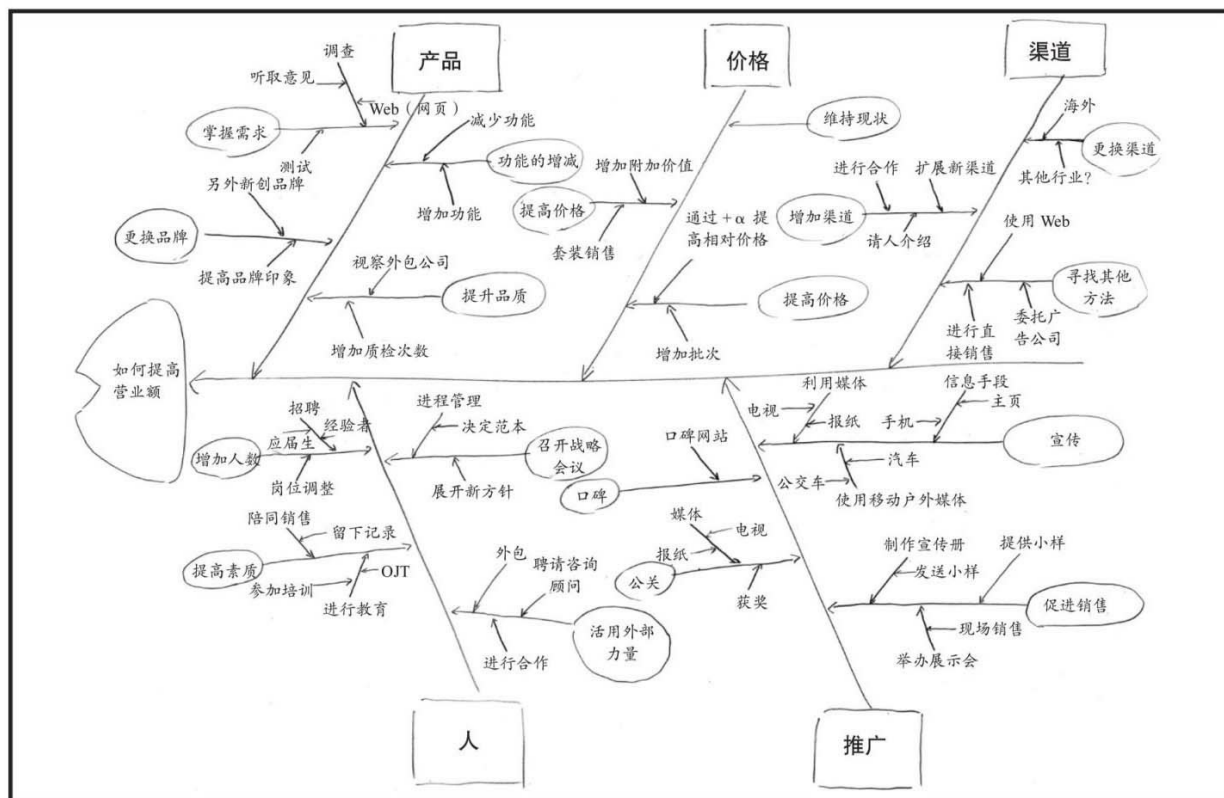 产品
价格
渠道
调查
听取意见
Web（网页）
掌握需求
测试
减少功能
功能的增减
增加功能
另外新创品牌
更换品牌
提高品牌印象
视察外包公司
提升品质
增加质检次数
维持现状
增加附加价值
提高价格
套装销售
通过 +α 提
高相对价格
提高价格
增加批次
海外
更换渠道
其他行业？
进行合作
扩展新渠道
增加渠道
请人介绍
使用 Web
寻找其他
方法
进行直
接销售
委托广
告公司
如何提高
营业额
招聘
经验者
应届生
增加人数
岗位调整
进程管理
决定范本
召开战略
会议
展开新方针
陪同销售
留下记录
提高素质
OJT
参加培训
进行教育
外包
聘请咨询
顾问
活用外部
力量
进行合作
利用媒体
电视
报纸
信息手段
主页
手机
宣传
汽车
公交车
使用移动户外媒体
口碑网站
口碑
媒体
电视
报纸
公关
获奖
制作宣传册
发送小样
提供小样
促进销售
现场销售
举办展示会
人
推广